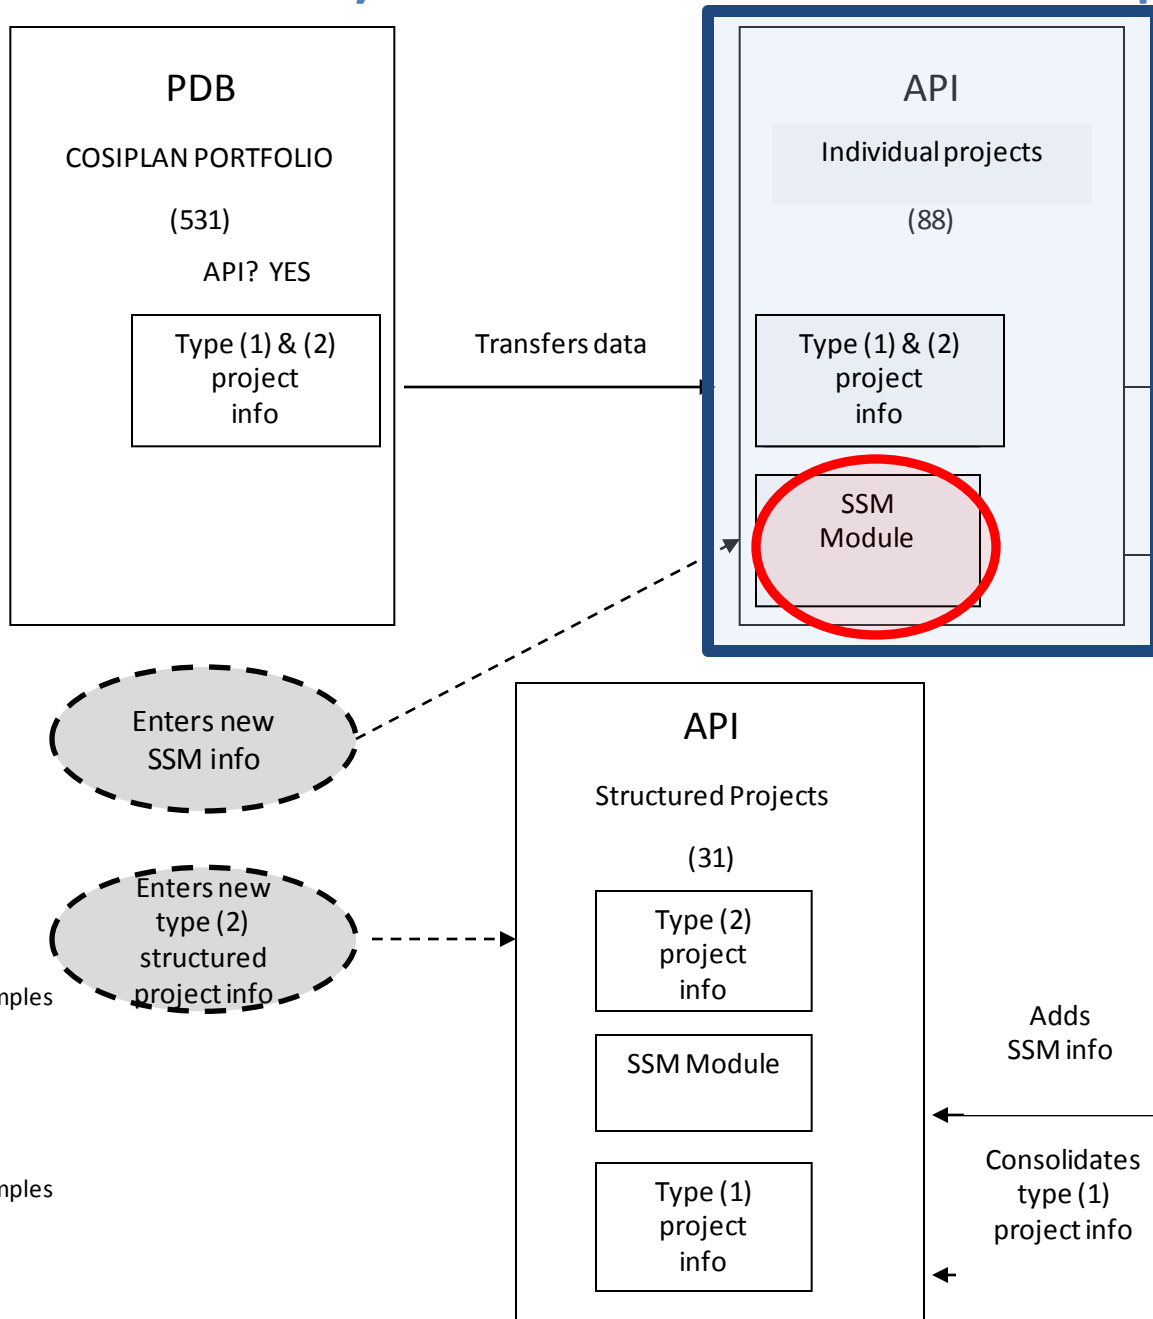 PDB
COSIPLAN PORTFOLIO
(531)
API? YES
Type (1) & (2)
project
info
Transfers data
API
Individual projects
(88)
Type (1) & (2)
project
info
SSM
Module
Enters new
SSM info
Enters new
type (2)
structured
project info
API
Structured Projects
(31)
Type (2)
project
info
SSM Module
Type (1)
project
info
Adds
SSM info
Consolidates
type (1)
project info